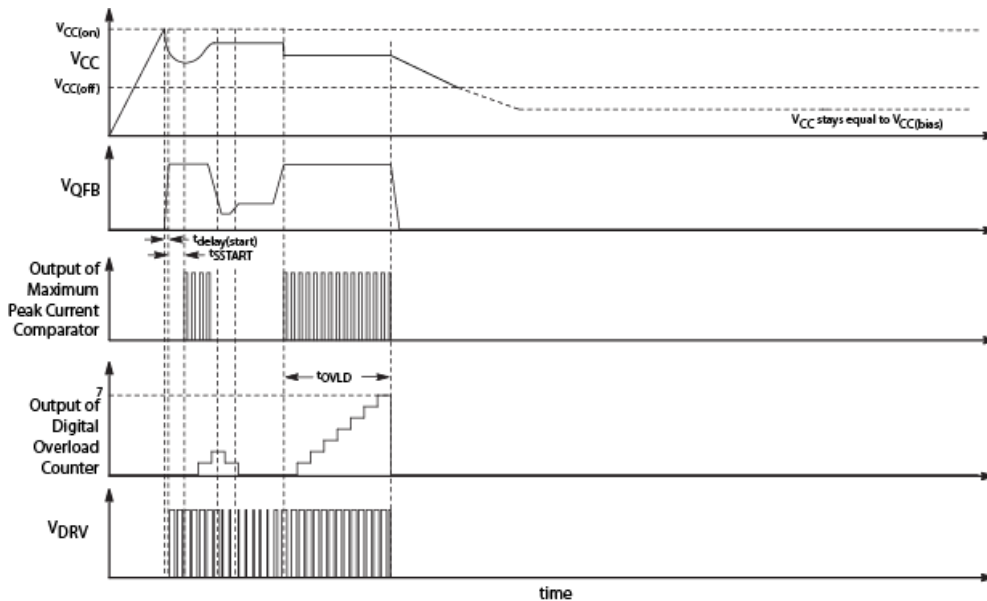 VCC(on)
VCC
VCC(off)
VCC stays equal to VCC(bias)
VQFB
tdelay(start)
tSSTART
Output of
Maximum
Peak Current
Comparator
tOVLD
7
Output of
Digital
Overload
Counter
VDRV
time